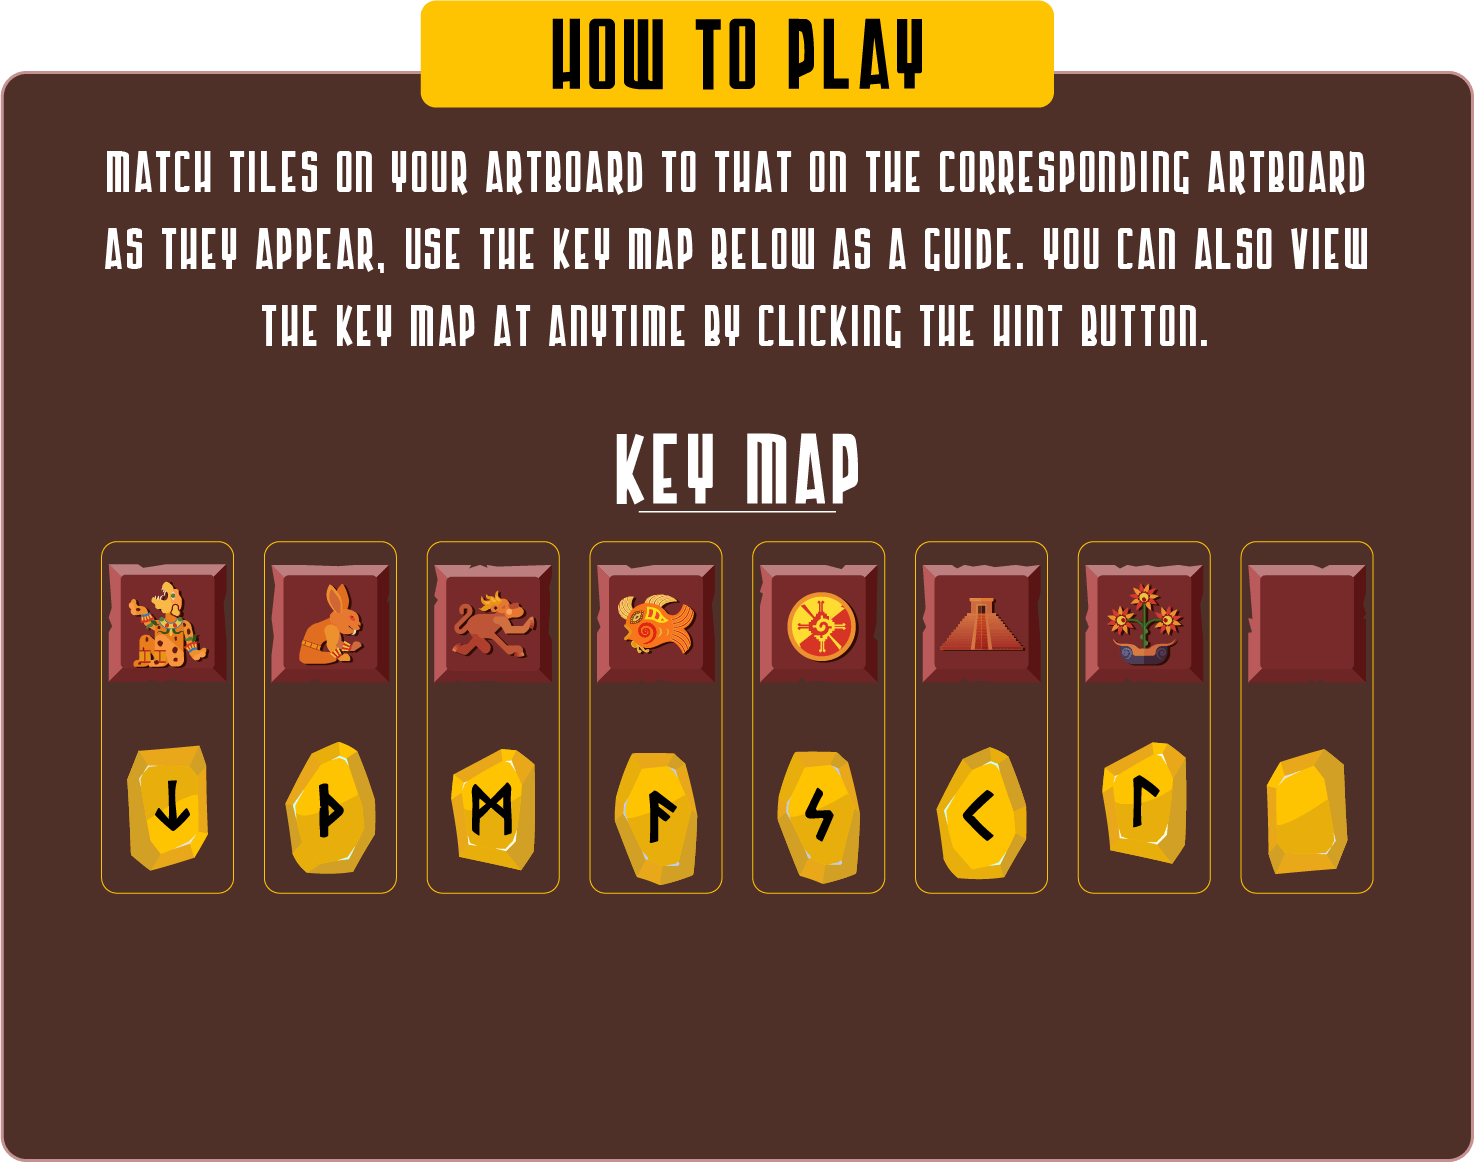 HOW TO PLAY
MATCH TILES ON YOUR ARTBOARD TO THAT ON THE CORRESPONDING ARTBOARD
AS THEY APPEAR, USE THE KEY MAP BELOW AS A GUIDE. YOU CAN ALSO VIEW
THE KEY MAP AT ANYTIME BY CLICKING THE HINT BUTTON.
KEY MAP
ᛎ ᚦ ᛗ ᚨ ᛊ ᚲ ᛚ